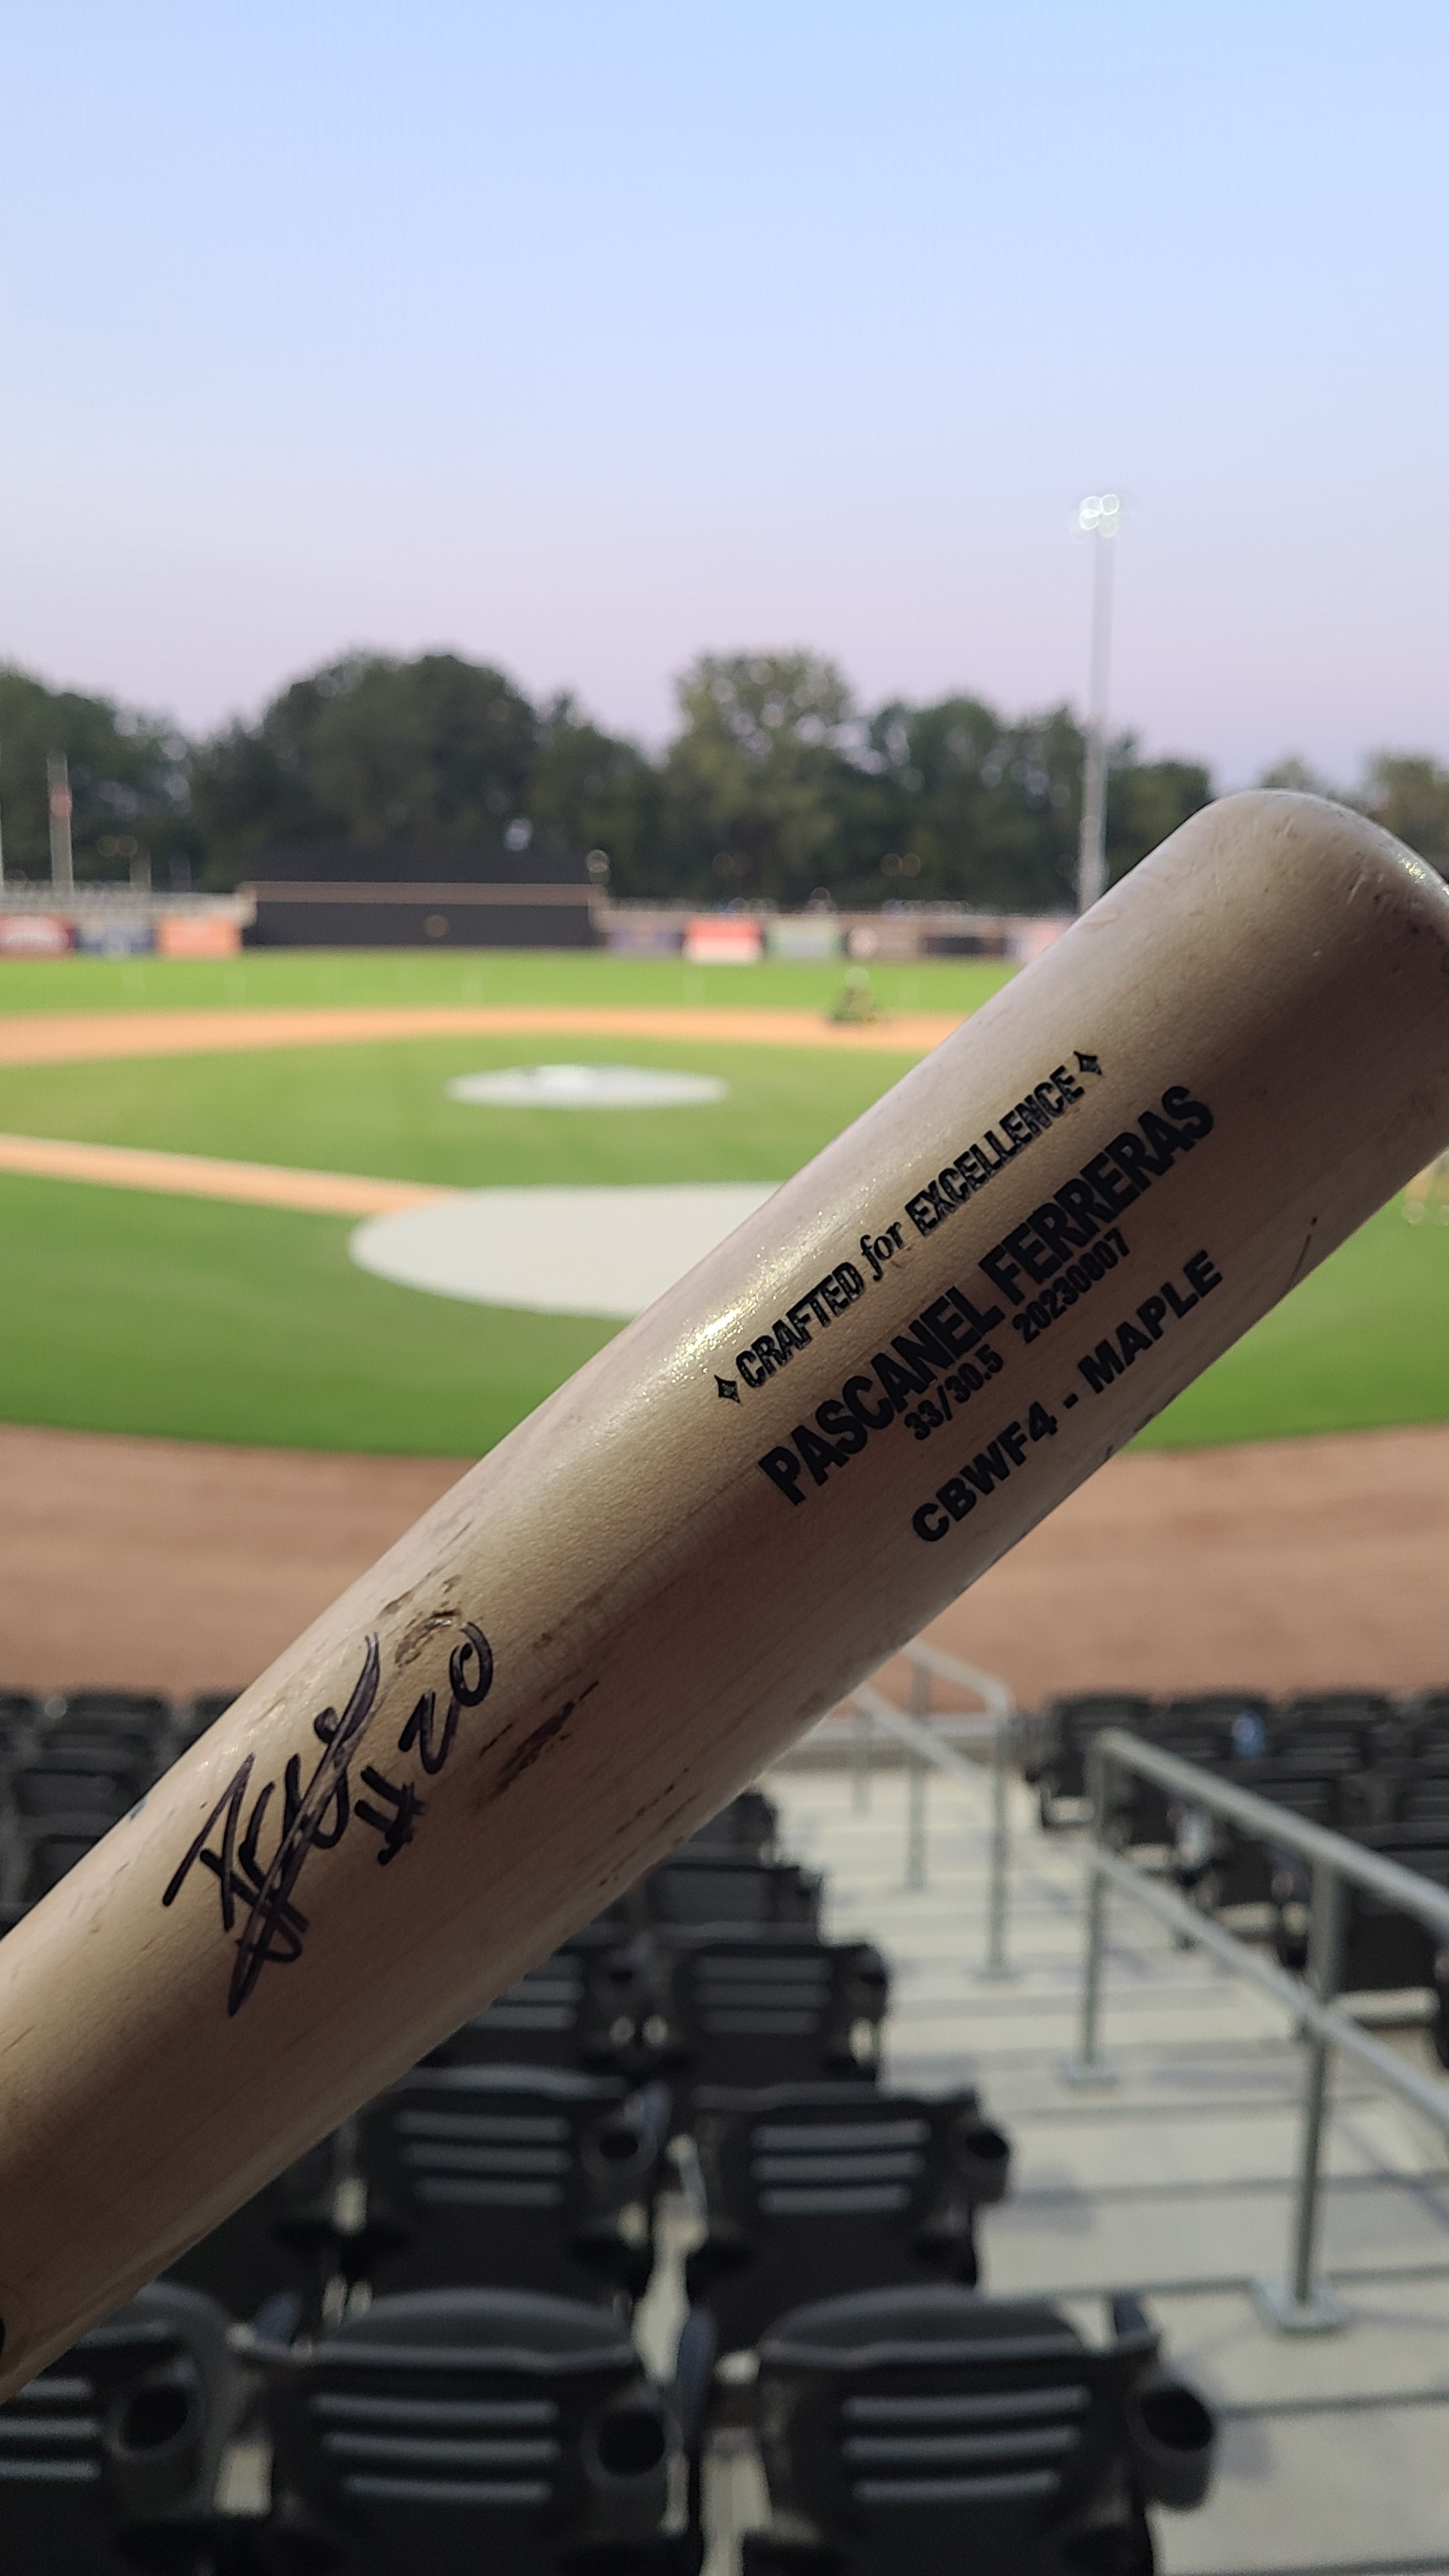 CRAFTED for EXCELLENCE
PASCANEL FERRERAS
33/30.5 20230807
CBWF4 - MAPLE
#20